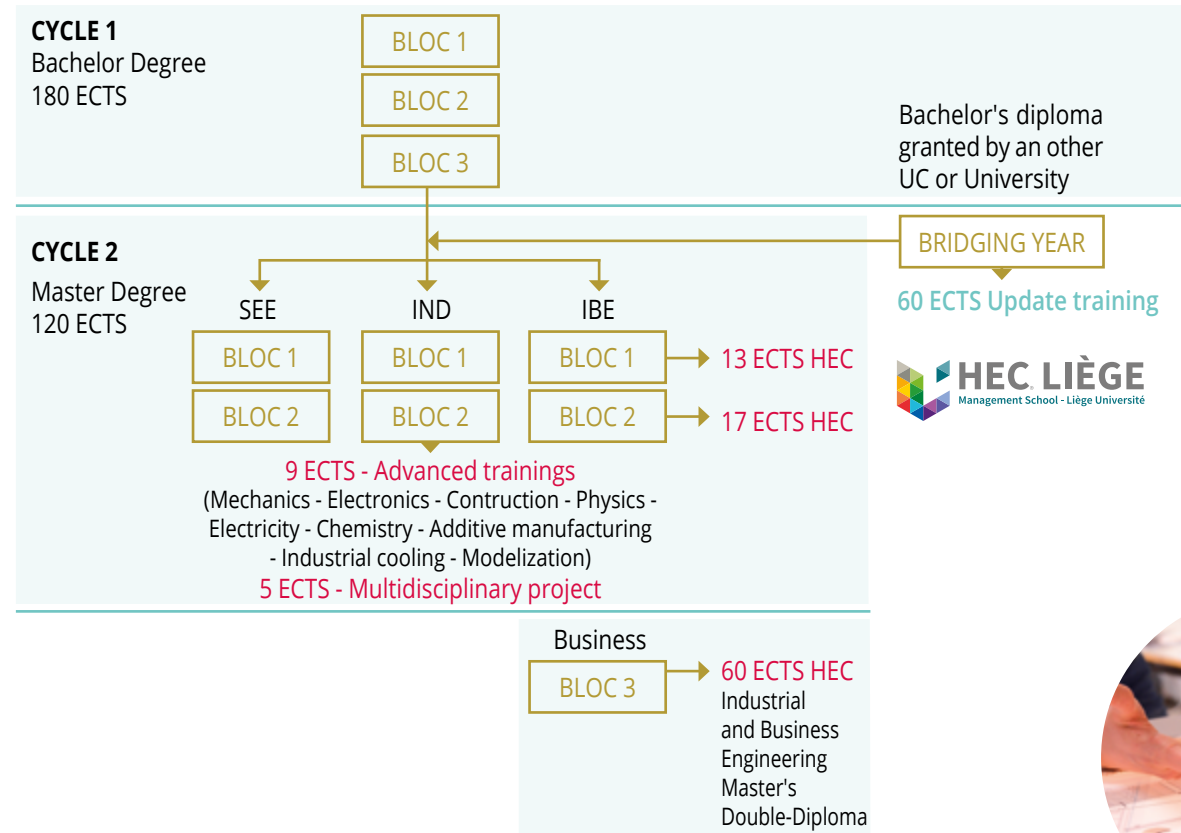 CYCLE 1
Bachelor Degree
180 ECTS
BLOC 1
BLOC 2
BLOC 3
Bachelor's diploma
granted by an other
UC or University
CYCLE 2
Master Degree
120 ECTS
BRIDGING YEAR
60 ECTS Update training
SEE
IND
IBE
BLOC 1
BLOC 1
BLOC 1
13 ECTS HEC
BLOC 2
BLOC 2
BLOC 2
17 ECTS HEC
HEC LIÈGE
Management School - Liège Université
9 ECTS - Advanced trainings
(Mechanics - Electronics - Contruction - Physics -
Electricity - Chemistry - Additive manufacturing
- Industrial cooling - Modelization)
5 ECTS - Multidisciplinary project
Business
BLOC 3
60 ECTS HEC
Industrial
and Business
Engineering
Master's
Double-Diploma